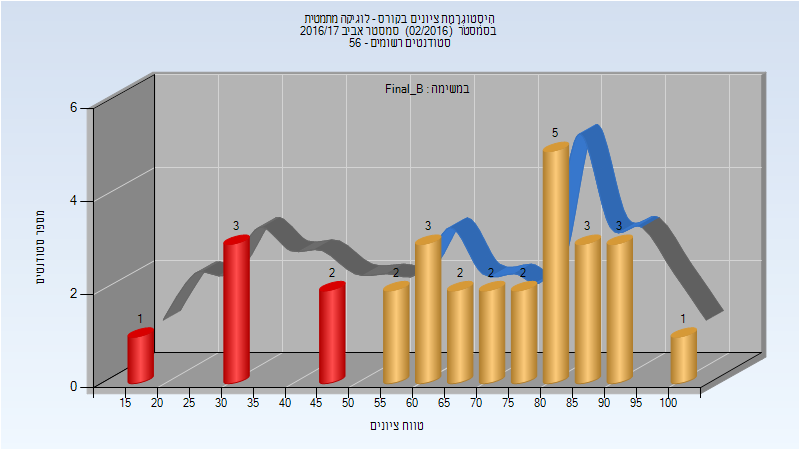 היסטוגרמת ציונים בקורס - לוגיקה מתמטית
בסמסטר (02/2016) סמסטר אביב 2016/17
סטודנטים רשומים - 56
במשימה : Final_B
מספר סטודנטים
6
4
2
0
1
3
2
2
3
2
2
2
5
3
3
1
15 20 25 30 35 40 45 50 55 60 65 70 75 80 85 90 95 100
טווח ציונים